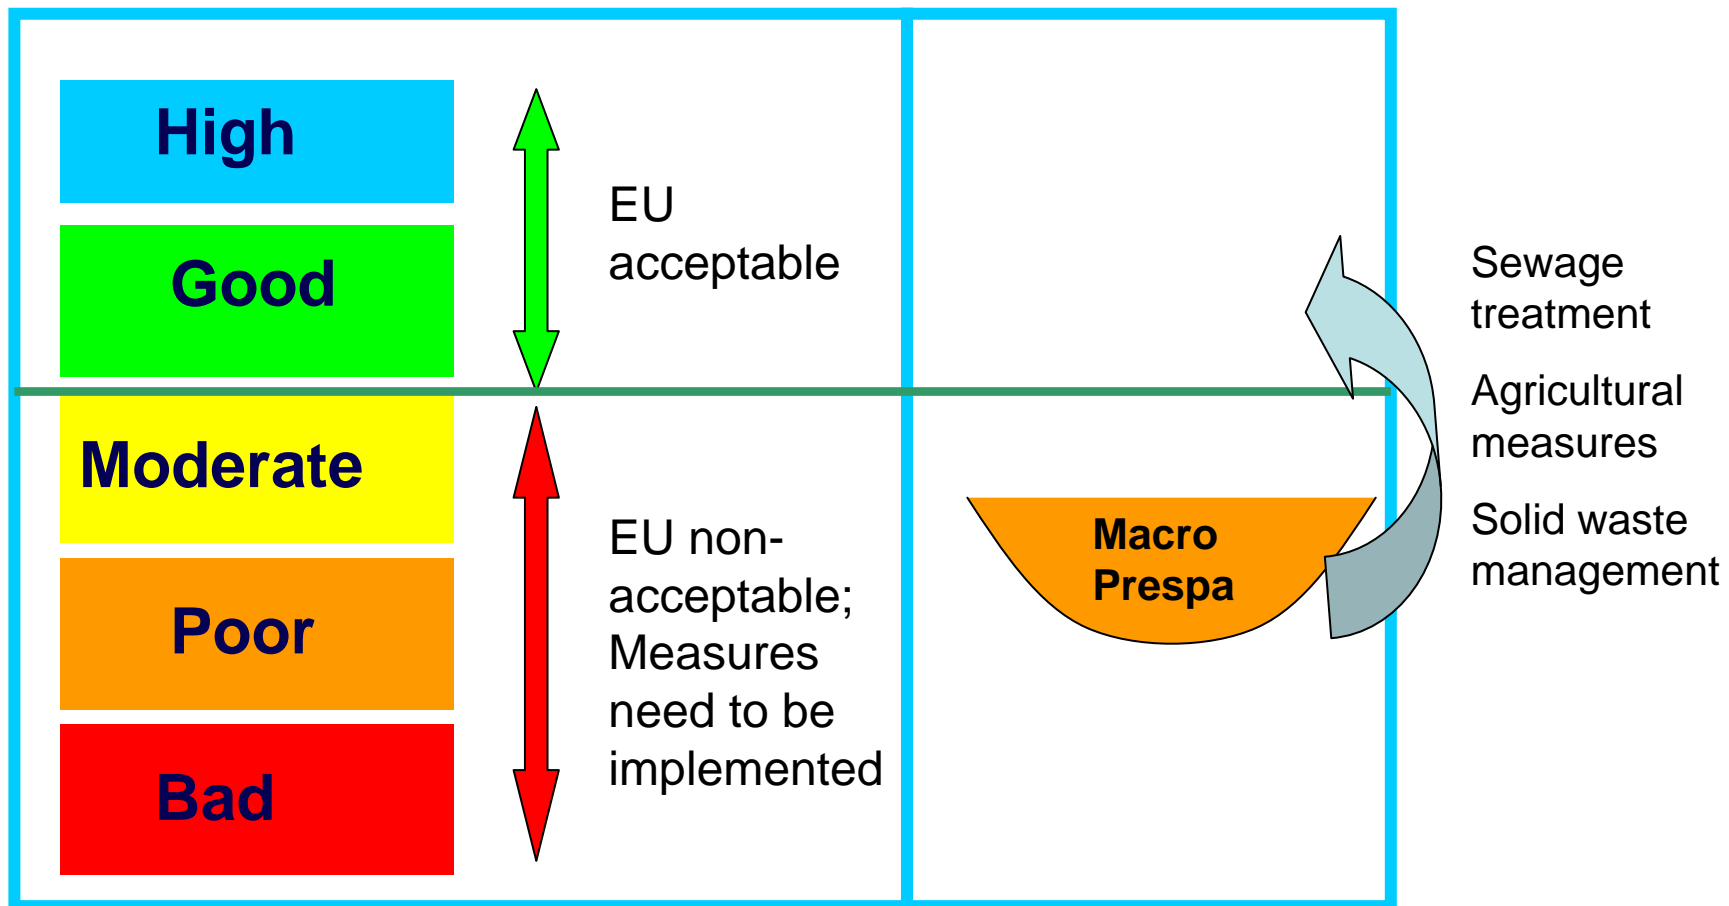 High
Good
Moderate
Poor
Bad
EU
acceptable
EU non-
acceptable;
Measures
need to be
implemented
Macro
Prespa
Sewage
treatment
Agricultural
measures
Solid waste
management